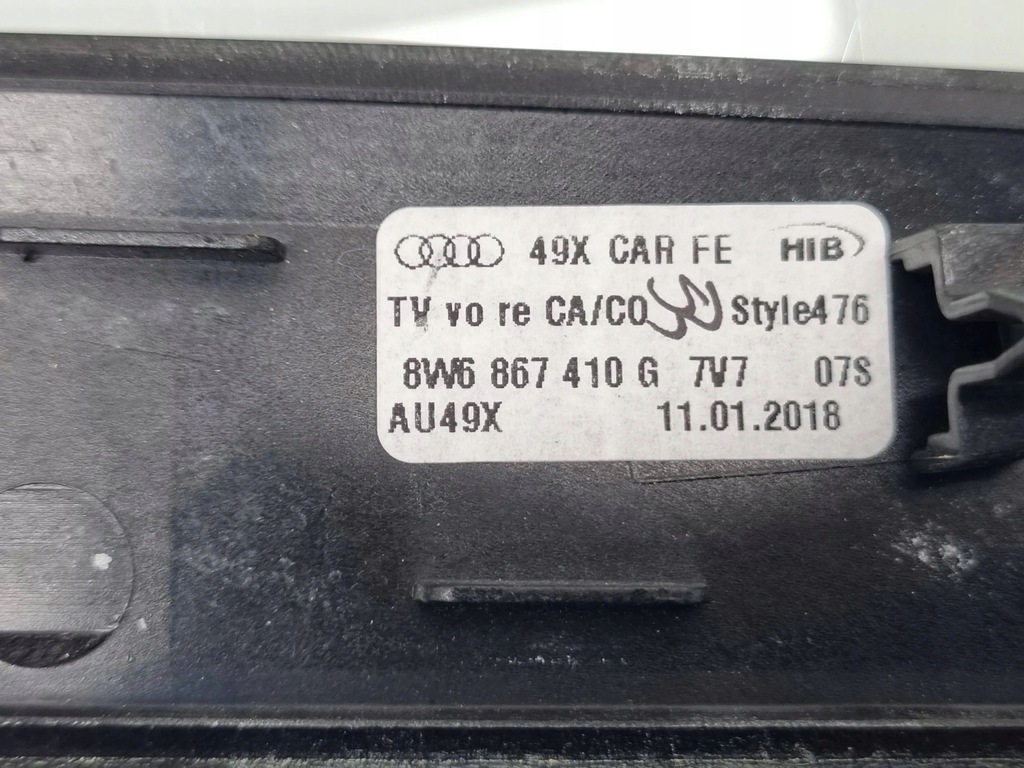 49X CAR FE HIB
TV vo re CA/CO Style476
8W6 867 410 G 7V7 07S
AU49X 11.01.2018